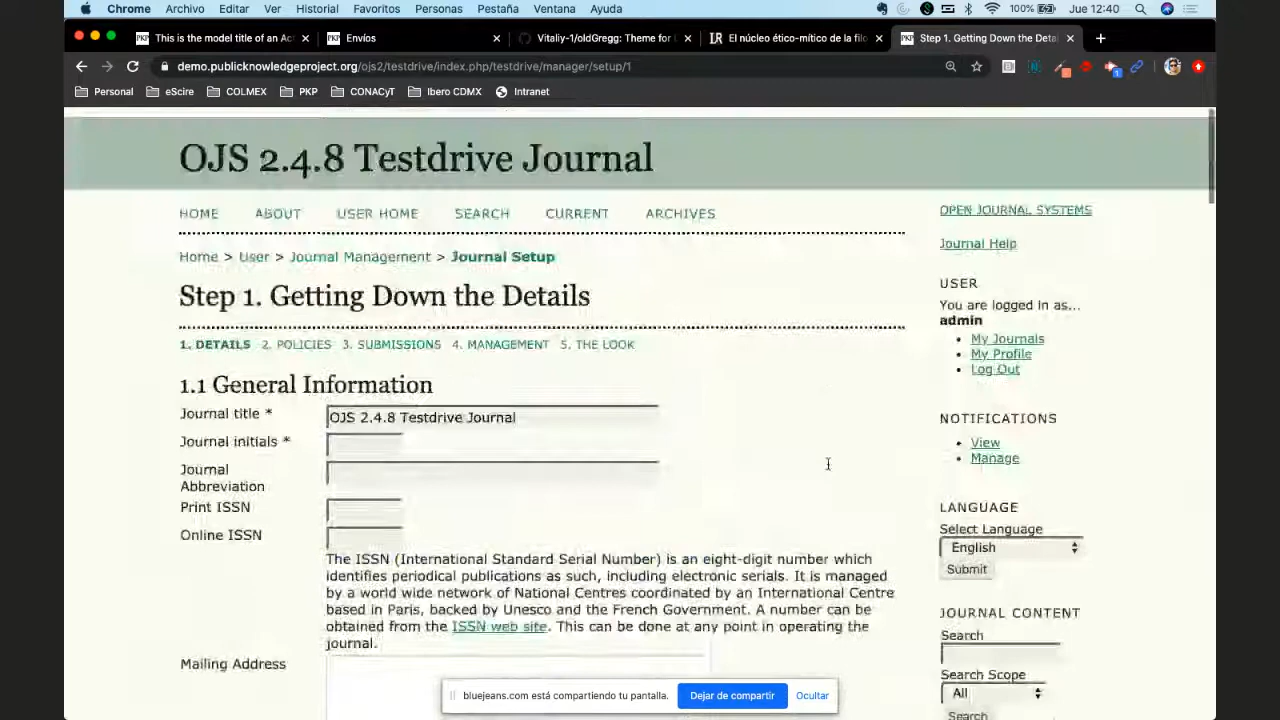 Chrome Archivo Editar Ver Historial Favoritos Personas Pestaña Ventana Ayuda 100% Jue 12:40
This is the model title of an Ac Envíos Vitaliy-1/oldGregg: Theme for El núcleo ético-mítico de la filo Step 1. Getting Down the Deta
demo.publicknowledgeproject.org/ojs2/testdrive/index.php/testdrive/manager/setup/1
Personal eScire COLMEX PKP CONACyT Ibero CDMX Intranet
OJS 2.4.8 Testdrive Journal
HOME ABOUT USER HOME SEARCH CURRENT ARCHIVES
Home > User > Journal Management > Journal Setup
Step 1. Getting Down the Details
1. DETAILS 2. POLICIES 3. SUBMISSIONS 4. MANAGEMENT 5. THE LOOK
1.1 General Information
Journal title * OJS 2.4.8 Testdrive Journal
Journal initials *
Journal
Abbreviation
Print ISSN
Online ISSN
The ISSN (International Standard Serial Number) is an eight-digit number which
identifies periodical publications as such, including electronic serials. It is managed
by a world wide network of National Centres coordinated by an International Centre
based in Paris, backed by Unesco and the French Government. A number can be
obtained from the ISSN web site. This can be done at any point in operating the
journal.
Mailing Address
OPEN JOURNAL SYSTEMS
Journal Help
USER
You are logged in as...
admin
My Journals
My Profile
Log Out
NOTIFICATIONS
View
Manage
LANGUAGE
Select Language
English
Submit
JOURNAL CONTENT
Search
Search Scope
All
Search
bluejeans.com está compartiendo tu pantalla. Dejar de compartir Ocultar